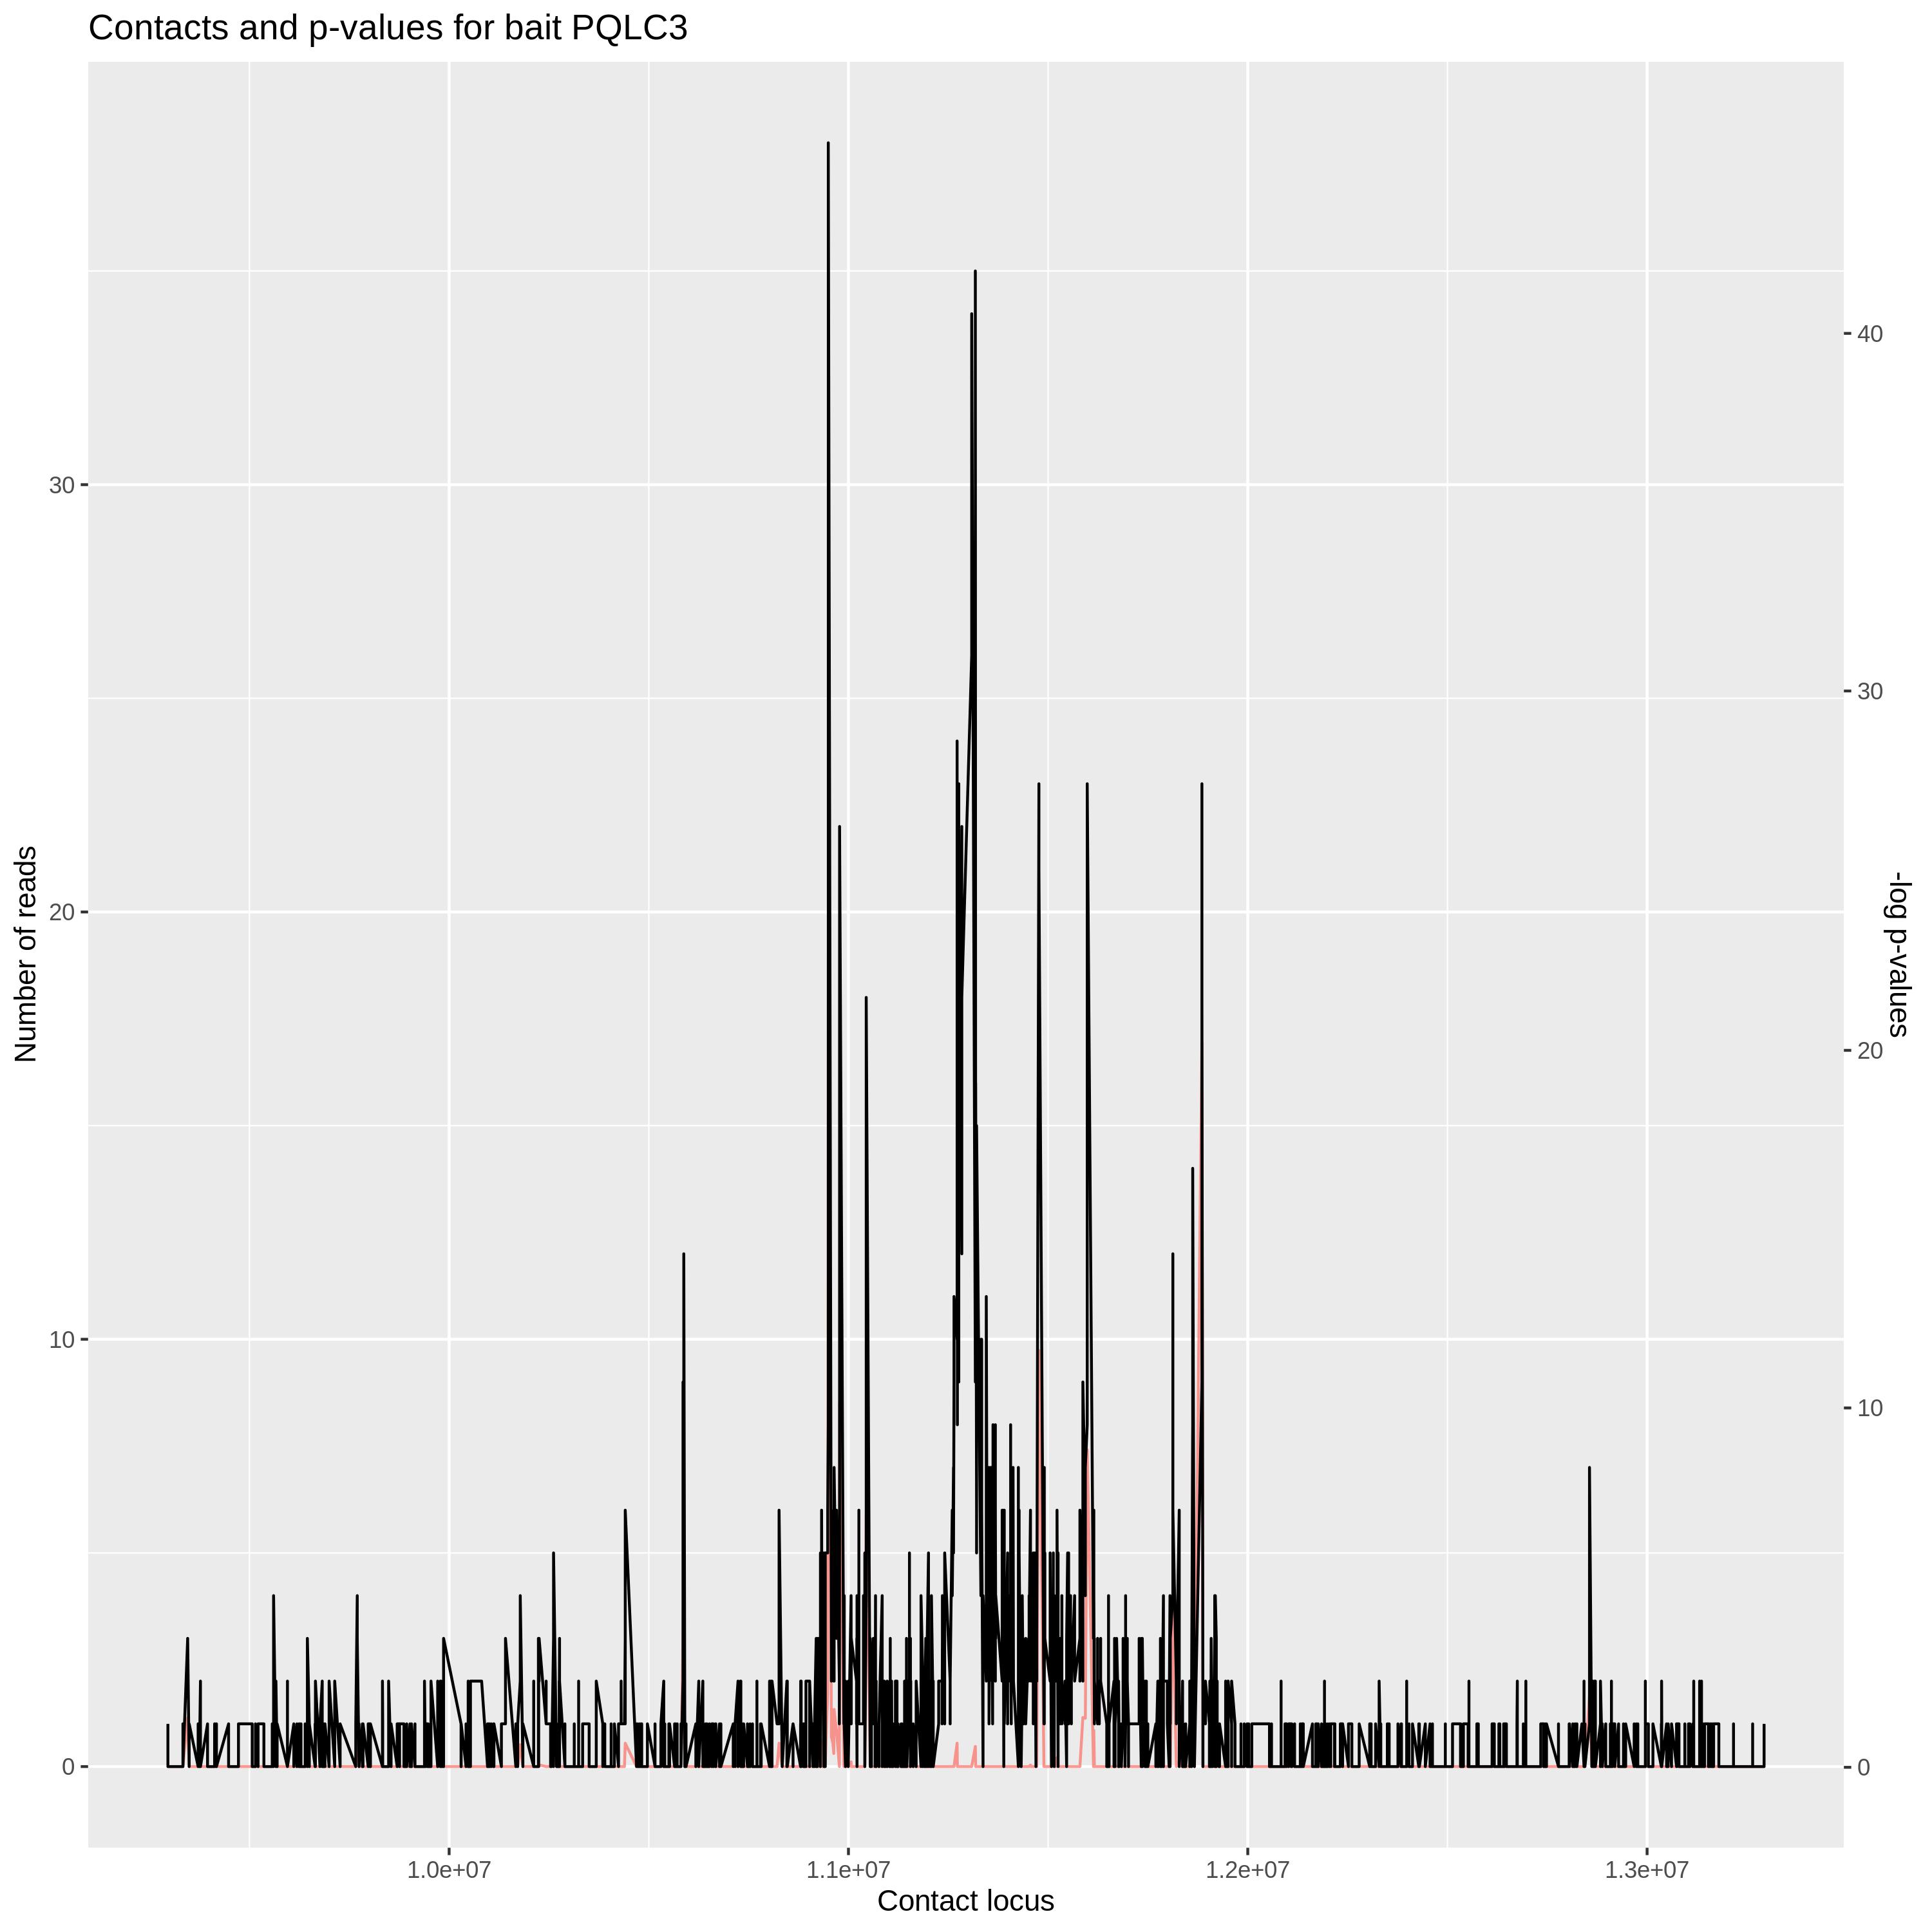 Contacts and p-values for bait PQLC3
30
20
10
0
Number of reads
40
30
20
10
0
-log p-values
1.0e+07
1.1e+07
1.2e+07
1.3e+07
Contact locus